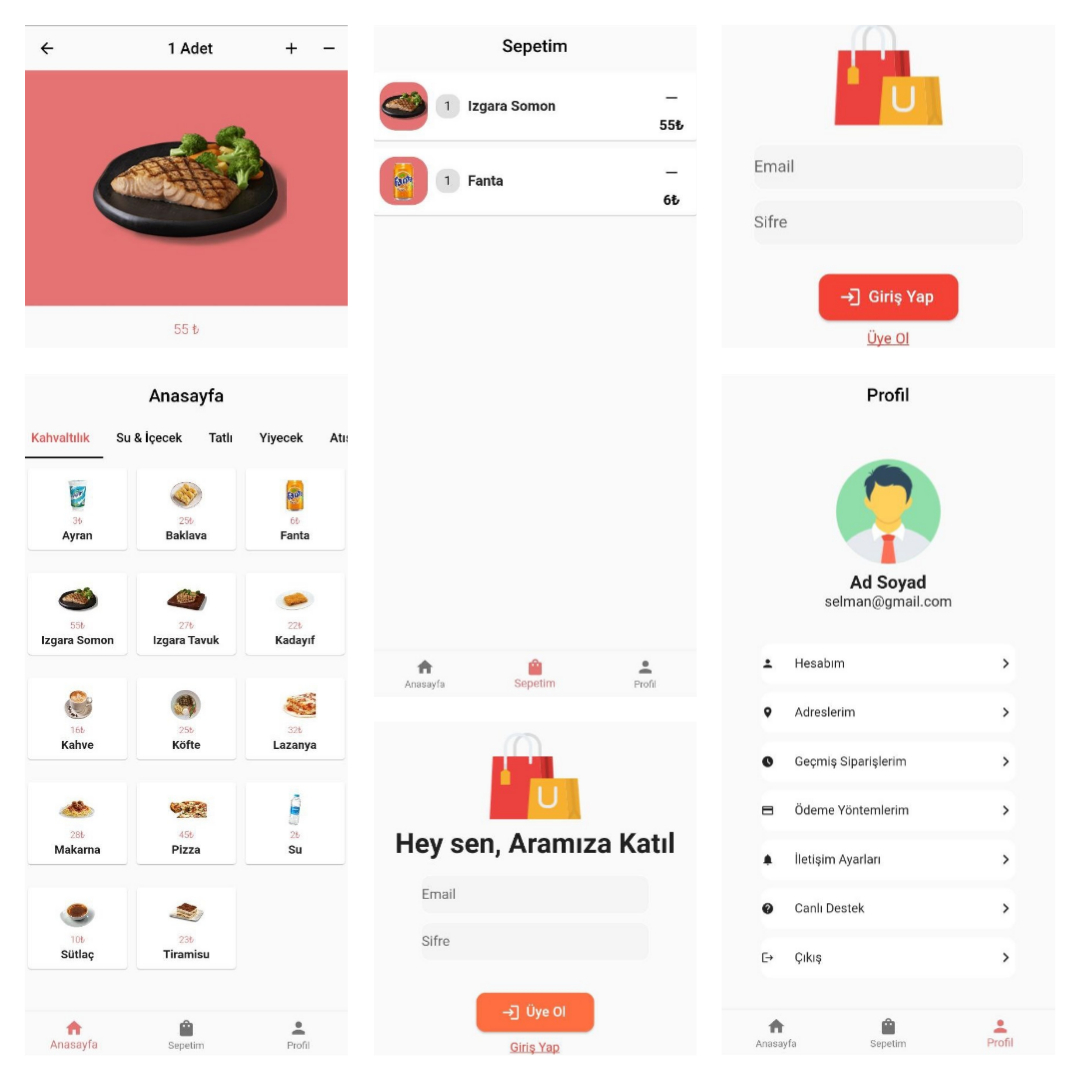 1 Adet
55 ₺
Anasayfa
Kahvaltılık Su & İçecek Tatlı Yiyecek
3₺ 25₺ 6₺
Ayran Baklava Fanta
55₺ 27₺ 22₺
Izgara Somon Izgara Tavuk Kadayıf
16₺ 25₺ 32₺
Kahve Köfte Lazanya
28₺ 45₺ 2₺
Makarna Pizza Su
10₺ 23₺
Sütlaç Tiramisu
Anasayfa Sepetim Profil
Sepetim
1 Izgara Somon
55₺
Fanta
1 Fanta
6₺
Anasayfa Sepetim Profil
U
Hey sen, Aramıza Katıl
Email
Sifre
Üye Ol
Giriş Yap
U
Email
Sifre
Giriş Yap
Üye Ol
Profil
Ad Soyad
selman@gmail.com
Hesabım
Adreslerim
Geçmiş Siparişlerim
Ödeme Yöntemlerim
İletişim Ayarları
Canlı Destek
Çıkış
Anasayfa Sepetim Profil